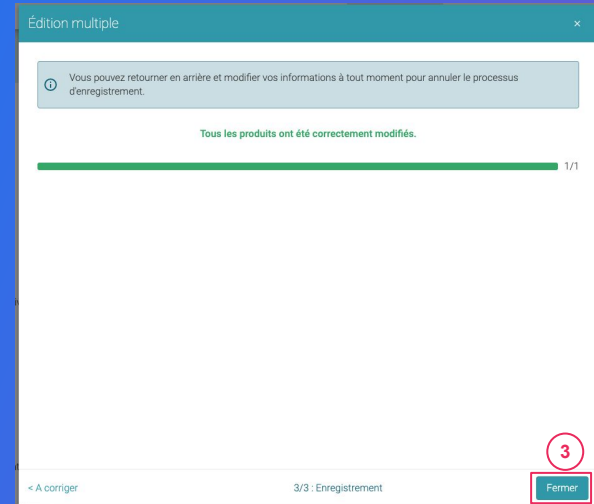 Édition multiple
×
Vous pouvez retourner en arrière et modifier vos informations à tout moment pour annuler le processus
d'enregistrement.
Tous les produits ont été correctement modifiés.
1/1
3
< A corriger
3/3 : Enregistrement
Fermer